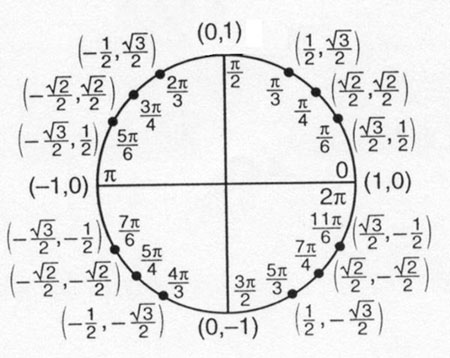 (0,1)
(-1/2, √3/2) (1/2, √3/2)
2π/3 π/2 π/3
(-√2/2, √2/2) (√2/2, √2/2)
3π/4 π/4
(-√3/2, 1/2) (√3/2, 1/2)
5π/6 π/6
(-1,0) π 0 (1,0)
2π
(-√3/2, -1/2) (√3/2, -1/2)
7π/6 11π/6
(-√2/2, -√2/2) (√2/2, -√2/2)
5π/4 7π/4
4π/3 3π/2 5π/3
(-1/2, -√3/2) (1/2, -√3/2)
(0,-1)